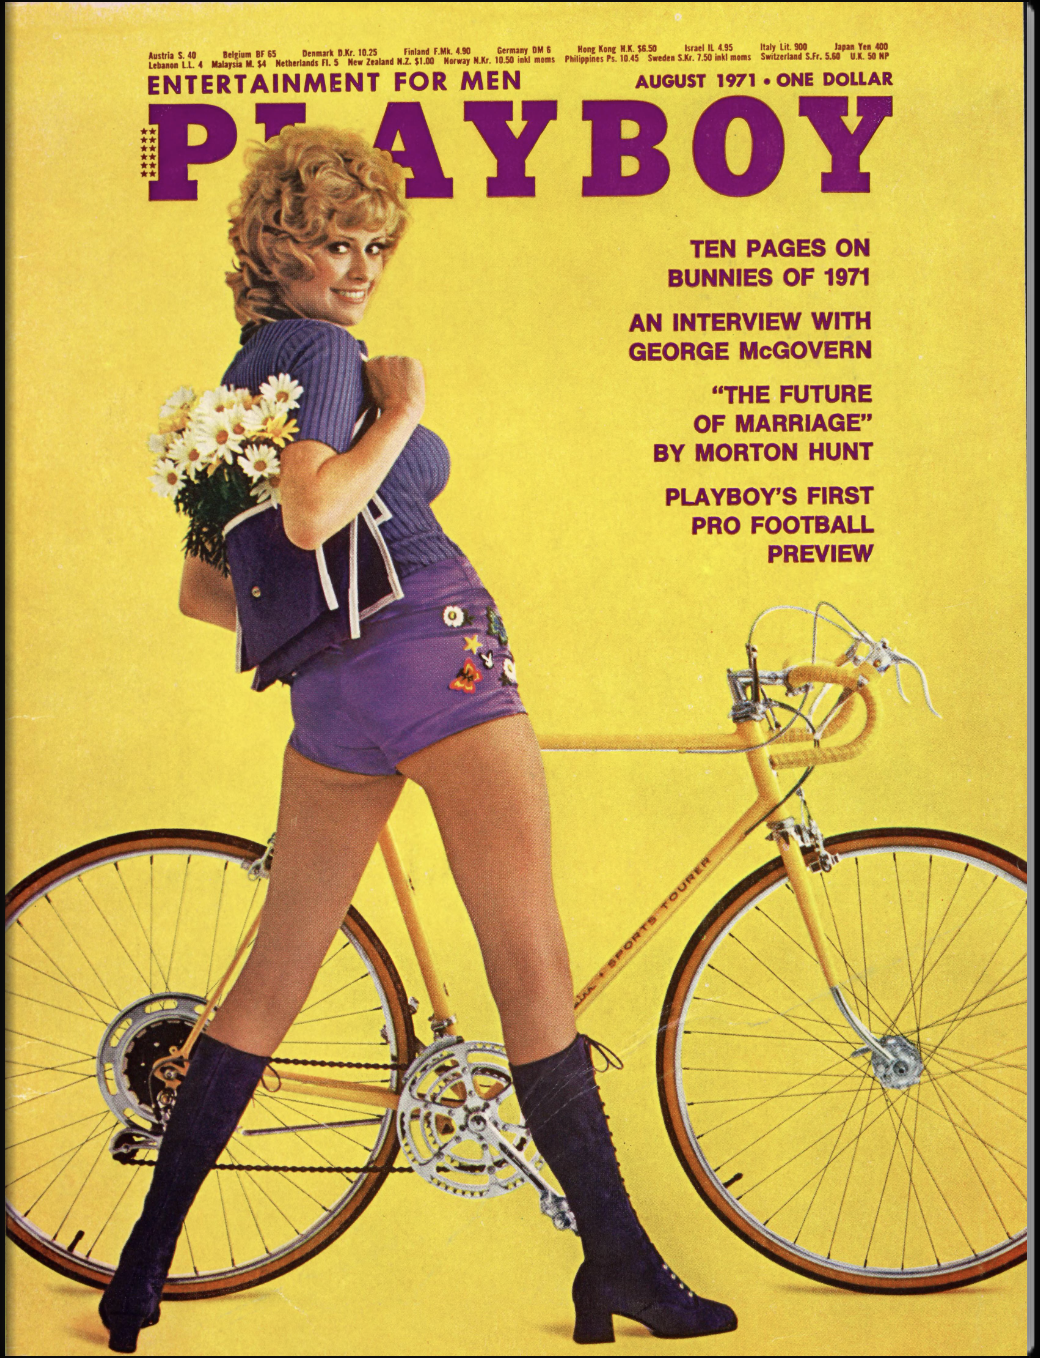 Austria S. 40 Belgium BF 65 Denmark D.Kr. 10.25 Finland F.Mk. 4.90 Germany DM 6 Hong Kong H.K. $6.50 Israel IL 4.95 Italy Lit. 900 Japan Yen 400
Lebanon L.L. 4 Malaysia M. $4 Netherlands Fl. 5 New Zealand N.Z. $1.00 Norway N.Kr. 10.50 inkl moms Philippines Ps. 10.45 Sweden S.Kr. 7.50 inkl moms Switzerland S.Fr. 5.60 U.K. 50 NP
ENTERTAINMENT FOR MEN AUGUST 1971 • ONE DOLLAR
PLAYBOY
TEN PAGES ON
BUNNIES OF 1971
AN INTERVIEW WITH
GEORGE McGOVERN
“THE FUTURE
OF MARRIAGE”
BY MORTON HUNT
PLAYBOY’S FIRST
PRO FOOTBALL
PREVIEW
SPORTS TOURER